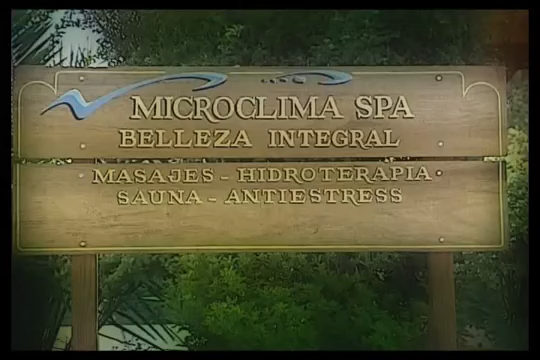 MICROCLIMA SPA
BELLEZA INTEGRAL
MASAJES - HIDROTERAPIA
SAUNA - ANTIESTRESS